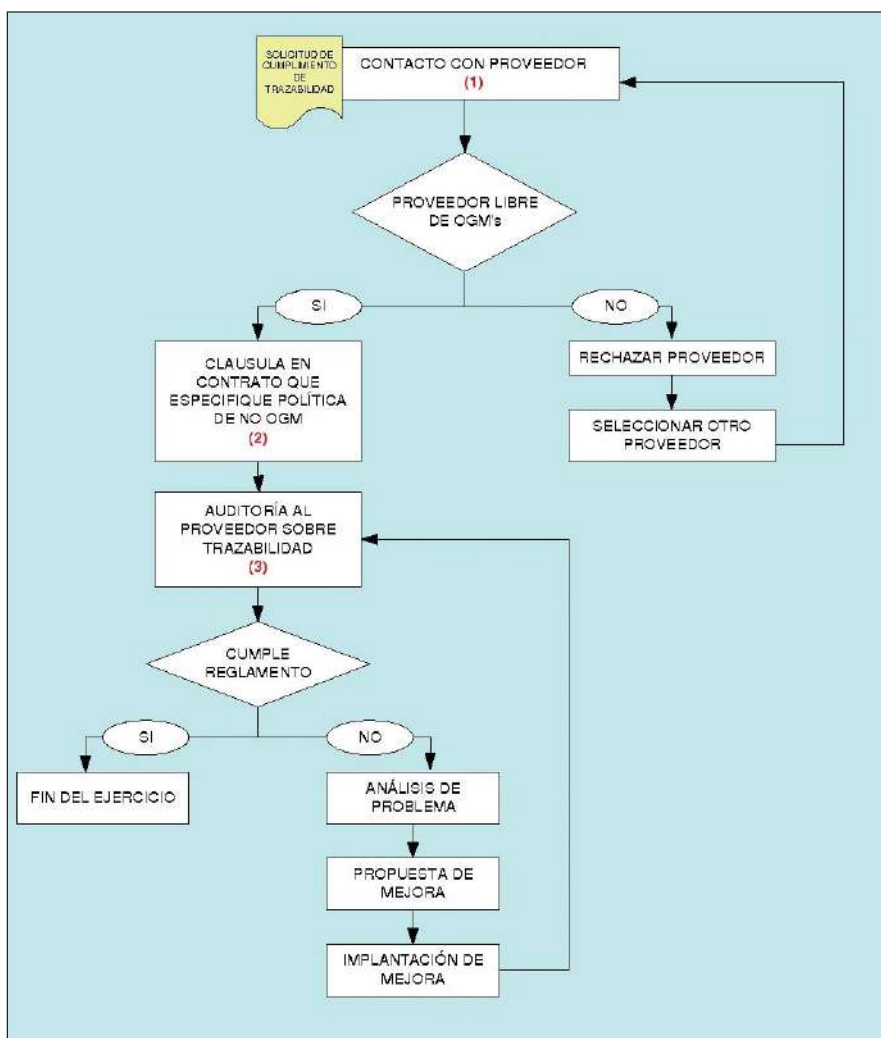 SOLICITUD DE
CUMPLIMIENTO
DE
TRAZABILIDAD
CONTACTO CON PROVEEDOR
(1)
PROVEEDOR LIBRE
DE OGM's
SI
NO
CLAUSULA EN
CONTRATO QUE
ESPECIFIQUE POLÍTICA
DE NO OGM
(2)
RECHAZAR PROVEEDOR
SELECCIONAR OTRO
PROVEEDOR
AUDITORÍA AL
PROVEEDOR SOBRE
TRAZABILIDAD
(3)
CUMPLE
REGLAMENTO
SI
NO
FIN DEL EJERCICIO
ANÁLISIS DE
PROBLEMA
PROPUESTA DE
MEJORA
IMPLANTACIÓN DE
MEJORA